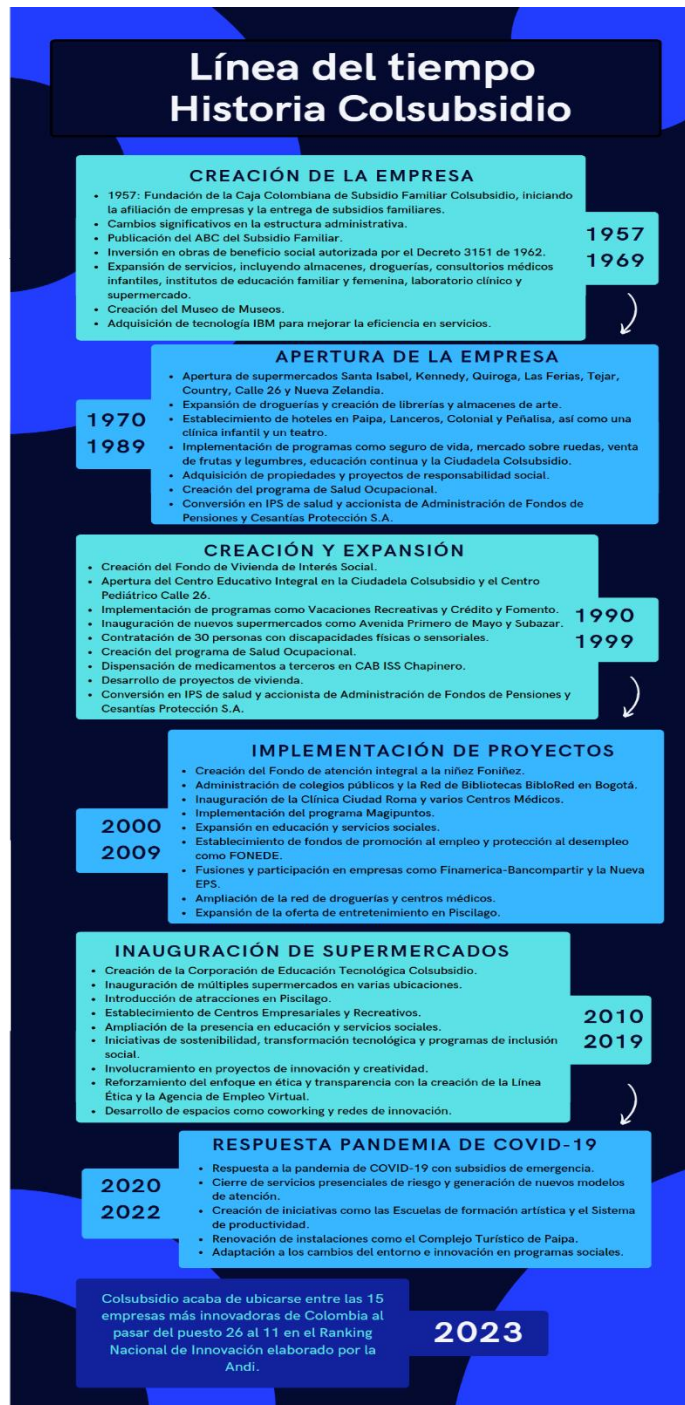 Línea del tiempo
Historia Colsubsidio
CREACIÓN DE LA EMPRESA
• 1957: Fundación de la Caja Colombiana de Subsidio Familiar Colsubsidio, iniciando
la afiliación de empresas y la entrega de subsidios familiares.
• Cambios significativos en la estructura administrativa.
• Publicación del ABC del Subsidio Familiar.
• Inversión en obras de beneficio social autorizada por el Decreto 3151 de 1962.
• Expansión de servicios, incluyendo almacenes, droguerías, consultorios médicos
infantiles, institutos de educación familiar y femenina, laboratorio clínico y
supermercado.
• Creación del Museo de Museos.
• Adquisición de tecnología IBM para mejorar la eficiencia en servicios.
1957
1969
APERTURA DE LA EMPRESA
• Apertura de supermercados Santa Isabel, Kennedy, Quiroga, Las Ferias, Tejar,
Country, Calle 26 y Nueva Zelandia.
• Expansión de droguerías y creación de librerías y almacenes de arte.
• Establecimiento de hoteles en Paipa, Lanceros, Colonial y Peñalisa, así como una
clínica infantil y un teatro.
• Implementación de programas como seguro de vida, mercado sobre ruedas, venta
de frutas y legumbres, educación continua y la Ciudadela Colsubsidio.
• Adquisición de propiedades y proyectos de responsabilidad social.
• Creación del programa de Salud Ocupacional.
• Conversión en IPS de salud y accionista de Administración de Fondos de
Pensiones y Cesantías Protección S.A.
1970
1989
CREACIÓN Y EXPANSIÓN
• Creación del Fondo de Vivienda de Interés Social.
• Apertura del Centro Educativo Integral en la Ciudadela Colsubsidio y el Centro
Pediátrico Calle 26.
• Implementación de programas como Vacaciones Recreativas y Crédito y Fomento.
• Inauguración de nuevos supermercados como Avenida Primero de Mayo y Subazar.
• Contratación de 30 personas con discapacidades físicas o sensoriales.
• Creación del programa de Salud Ocupacional.
• Dispensación de medicamentos a terceros en CAB ISS Chapinero.
• Desarrollo de proyectos de vivienda.
• Conversión en IPS de salud y accionista de Administración de Fondos de Pensiones y
Cesantías Protección S.A.
1990
1999
IMPLEMENTACIÓN DE PROYECTOS
• Creación del Fondo de atención integral a la niñez Foniñez.
• Administración de colegios públicos y la Red de Bibliotecas BibloRed en Bogotá.
• Inauguración de la Clínica Ciudad Roma y varios Centros Médicos.
• Implementación del programa Magipuntos.
• Expansión en educación y servicios sociales.
• Establecimiento de fondos de promoción al empleo y protección al desempleo
como FONEDE.
• Fusiones y participación en empresas como Finamerica-Bancompartir y la Nueva
EPS.
• Ampliación de la red de droguerías y centros médicos.
• Expansión de la oferta de entretenimiento en Piscilago.
2000
2009
INAUGURACIÓN DE SUPERMERCADOS
• Creación de la Corporación de Educación Tecnológica Colsubsidio.
• Inauguración de múltiples supermercados en varias ubicaciones.
• Introducción de atracciones en Piscilago.
• Establecimiento de Centros Empresariales y Recreativos.
• Ampliación de la presencia en educación y servicios sociales.
• Iniciativas de sostenibilidad, transformación tecnológica y programas de inclusión
social.
• Involucramiento en proyectos de innovación y creatividad.
• Reforzamiento del enfoque en ética y transparencia con la creación de la Línea
Ética y la Agencia de Empleo Virtual.
• Desarrollo de espacios como coworking y redes de innovación.
2010
2019
RESPUESTA PANDEMIA DE COVID-19
• Respuesta a la pandemia de COVID-19 con subsidios de emergencia.
• Cierre de servicios presenciales de riesgo y generación de nuevos modelos
de atención.
• Creación de iniciativas como las Escuelas de formación artística y el Sistema
de productividad.
• Renovación de instalaciones como el Complejo Turístico de Paipa.
• Adaptación a los cambios del entorno e innovación en programas sociales.
2020
2022
Colsubsidio acaba de ubicarse entre las 15
empresas más innovadoras de Colombia al
pasar del puesto 26 al 11 en el Ranking
Nacional de Innovación elaborado por la
Andi.
2023